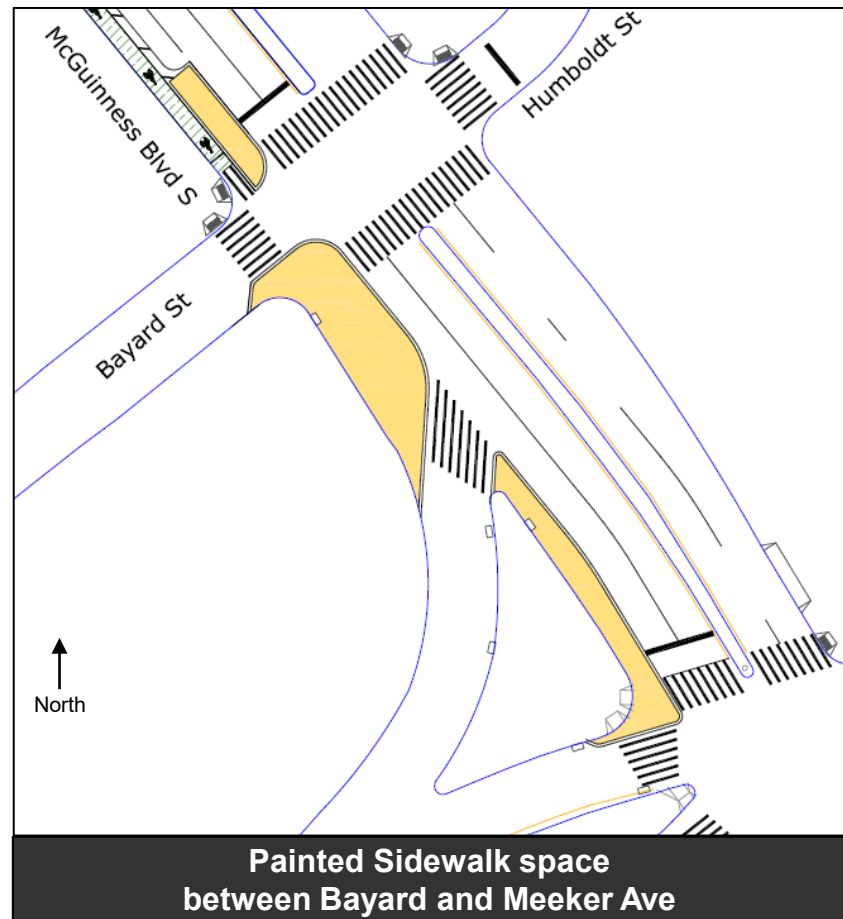 McGuinness Blvd S
Humboldt St
Bayard St
North
Painted Sidewalk space
between Bayard and Meeker Ave